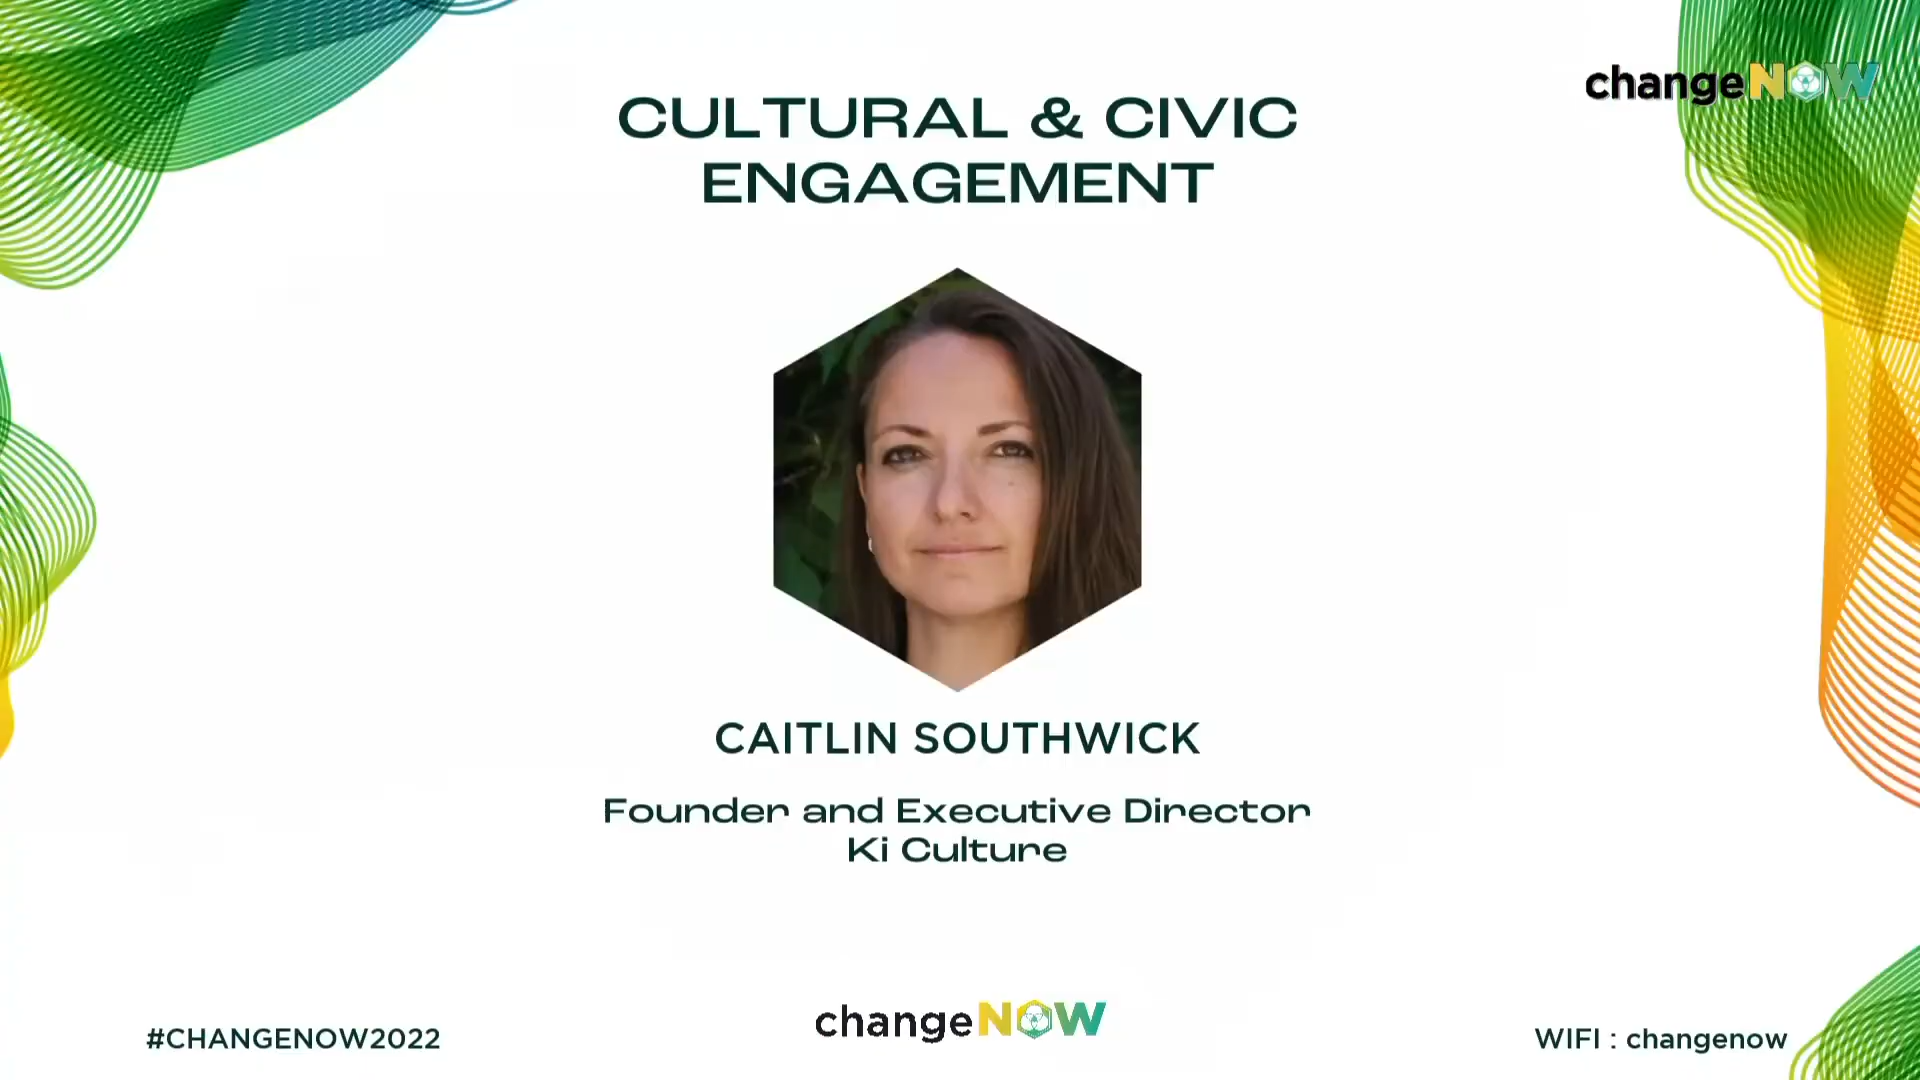 changeNOW
CULTURAL & CIVIC
ENGAGEMENT
CAITLIN SOUTHWICK
Founder and Executive Director
Ki Culture
#CHANGENOW2022
changeNOW
WIFI : changenow